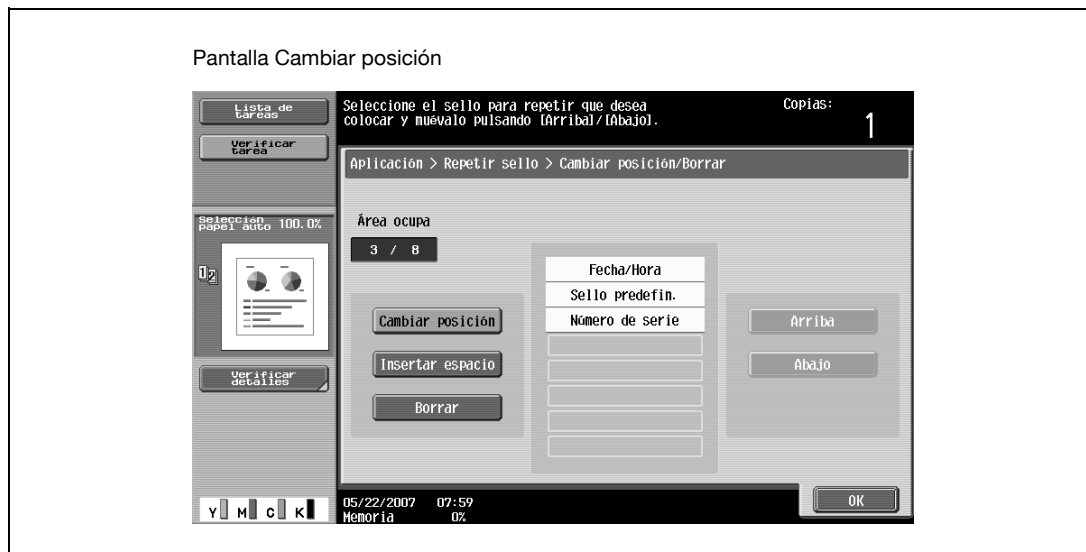 Pantalla Cambiar posición
Lista de
tareas
Verificar
tarea
Seleccione el sello para repetir que desea
colocar y muévalo pulsando [Arriba]/[Abajo].
Copias:
1
Aplicación > Repetir sello > Cambiar posición/Borrar
Selección
papel auto 100.0%
12
Verificar
detalles
Área ocupa
3 / 8
Cambiar posición
Insertar espacio
Borrar
Fecha/Hora
Sello predefin.
Número de serie
Arriba
Abajo
Y M C K
05/22/2007 07:59
Memoria 0%
OK